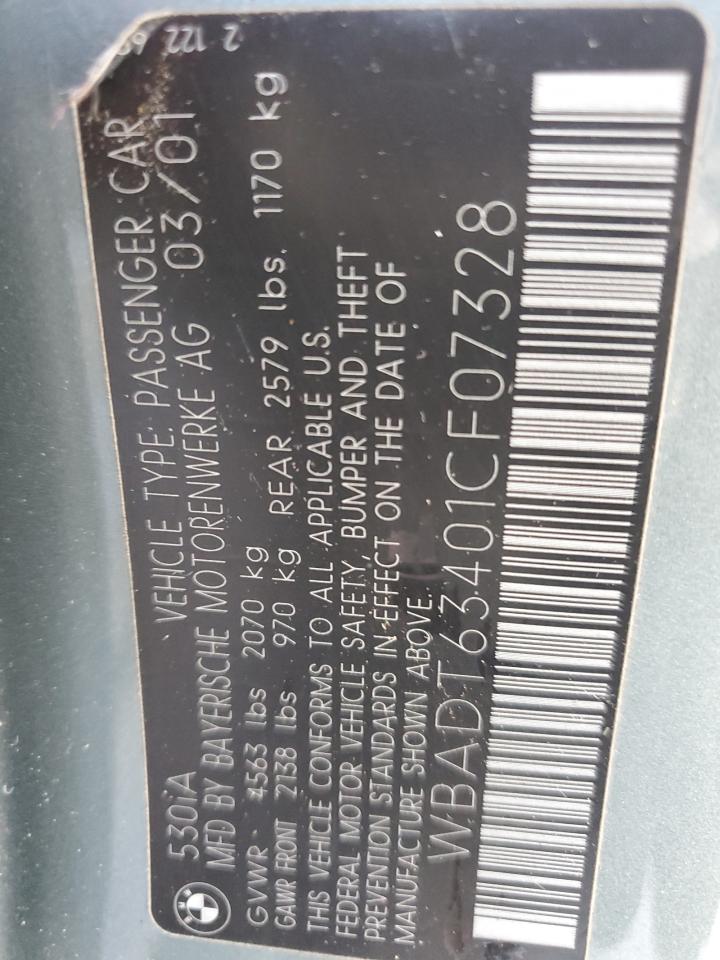 530iA VEHICLE TYPE: PASSENGER CAR
MFD BY BAYERISCHE MOTORENWERKE AG 03/01
GVWR 4563 lbs 2070 kg
GAWR FRONT 2138 lbs 970 kg REAR 2579 lbs. 1170 kg
THIS VEHICLE CONFORMS TO ALL APPLICABLE U.S.
FEDERAL MOTOR VEHICLE SAFETY, BUMPER AND THEFT
PREVENTION STANDARDS IN EFFECT ON THE DATE OF
MANUFACTURE SHOWN ABOVE.
WBADT63401CF07328
2 122
BMW